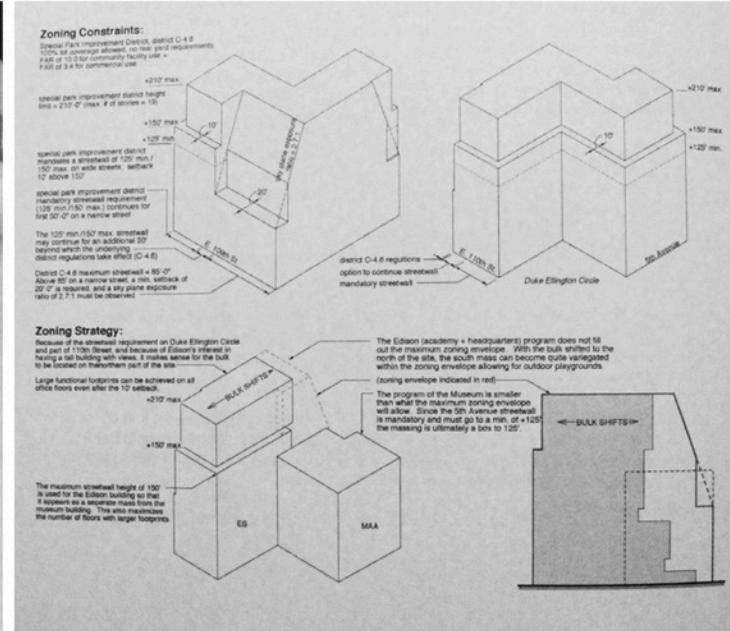 Zoning Constraints:
Special Park Improvement District, district C-4.6
100% lot coverage allowed, no rear yard requirements
FAR of 10.0 for community facility use +
FAR of 3.4 for commercial use
+210' max.
special park improvement district height
limit = 210'-0" (max. # of stories = 19)
+150' max.
+125' min.
10'
sky plane exposure
ratio = 2.7:1
20'
special park improvement district
mandates a streetwall of 125' min./
150' max. on wide streets; setback
10' above 150'
special park improvement district
mandatory streetwall requirement
(125' min./150' max.) continues for
first 50'-0" on a narrow street
The 125' min./150' max. streetwall
may continue for an additional 20'
beyond which the underlying
district regulations take effect (C-4.6)
District C-4.6 maximum streetwall = 85'-0"
Above 85' on a narrow street, a min. setback of
20'-0" is required, and a sky plane exposure
ratio of 2.7:1 must be observed
E. 109th St.
+210' max.
+150' max.
+125' min.
10'
district C-4.6 regultions
option to continue streetwall
mandatory streetwall
E. 110th St.
Duke Ellington Circle
5th Avenue
Zoning Strategy:
Because of the streetwall requirement on Duke Ellington Circle
and part of 110th Street, and because of Edison's interest in
having a tall building with views, it makes sense for the bulk
to be located on thenorthern part of the site.
Large functional footprints can be achieved on all
office floors even after the 10' setback.
+210' max.
+150' max.
BULK SHIFTS
The maximum streetwall height of 150'
is used for the Edison building so that
it appears as a seperate mass from the
museum building. This also maximizes
the number of floors with larger footprints.
ES
MAA
The Edison (academy + headquarters) program does not fill
out the maximum zoning envelope. With the bulk shifted to the
north of the site, the south mass can become quite variegated
within the zoning envelope allowing for outdoor playgrounds.
(zoning envelope indicated in red)
The program of the Museum is smaller
than what the maximum zoning envelope
will allow. Since the 5th Avenue streetwall
is mandatory and must go to a min. of +125'
the massing is ultimately a box to 125'.
BULK SHIFTS